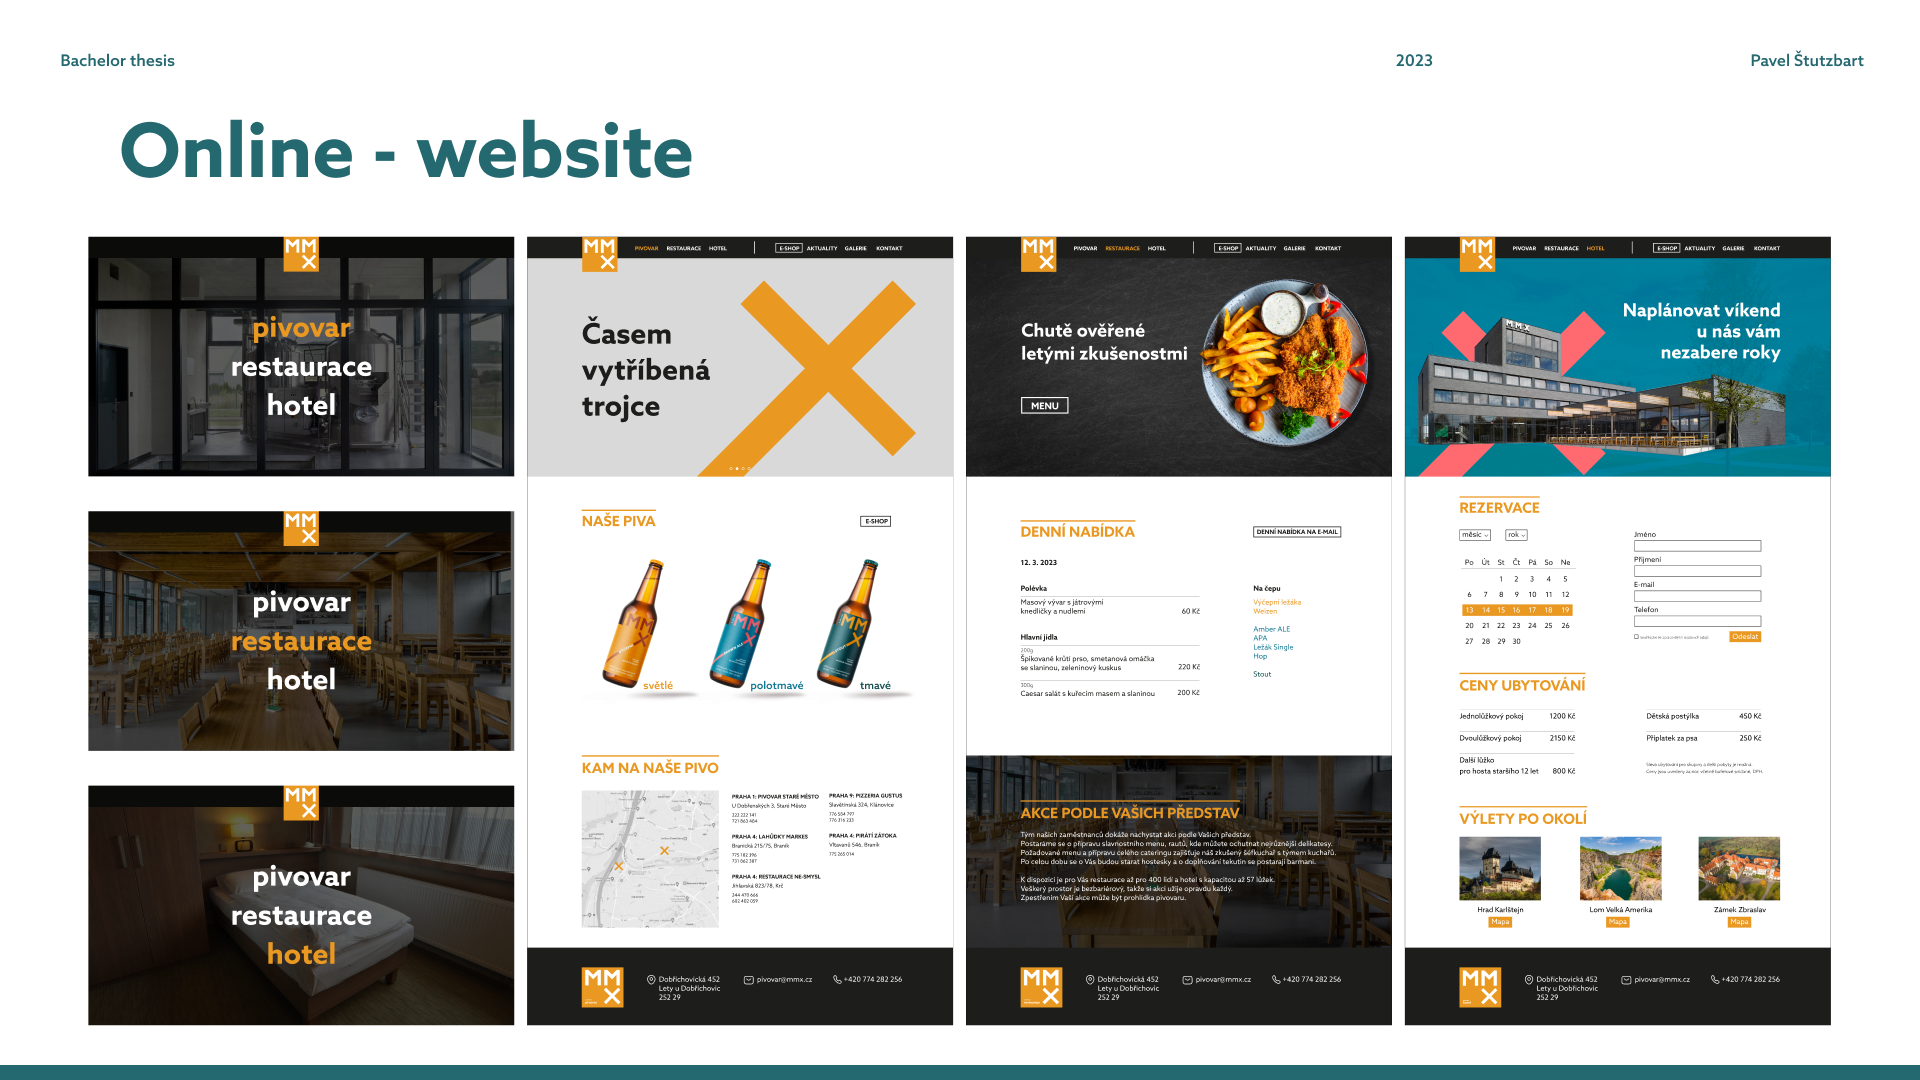 Bachelor thesis
2023
Pavel Štutzbart
Online - website
MM
X
pivovar
restaurace
hotel
MM
X
pivovar
restaurace
hotel
MM
X
pivovar
restaurace
hotel
MM
X
PIVOVAR RESTAURACE HOTEL E-SHOP AKTUALITY GALERIE KONTAKT
Časem
vytříbená
trojce
NAŠE PIVA
E-SHOP
MM
X
MM
X
MM
X
světlé
polotmavé
tmavé
KAM NA NAŠE PIVO
PRAHA 1: PIVOVAR STARÉ MĚSTO
U Dobřenských 3, Staré Město
222 222 141
721 863 404
PRAHA 4: LAHŮDKY MARKES
Branická 215/75, Braník
775 182 396
731 862 387
PRAHA 4: RESTAURACE NE-SMYSL
Jihlavská 823/78, Krč
244 470 666
602 402 059
PRAHA 9: PIZZERIA GUSTUS
Slavětínská 324, Klánovice
776 584 797
776 316 233
PRAHA 4: PIRÁTÍ ZÁTOKA
Vltavanů 546, Braník
775 265 014
MM
X
Dobřichovická 452
Lety u Dobřichovic
252 29
pivovar@mmx.cz
+420 774 282 256
MM
X
PIVOVAR RESTAURACE HOTEL E-SHOP AKTUALITY GALERIE KONTAKT
Chutě ověřené
letými zkušenostmi
MENU
DENNÍ NABÍDKA
DENNÍ NABÍDKA NA E-MAIL
12. 3. 2023
Polévka
Masový vývar s játrovými
knedlíčky a nudlemi 60 Kč
Hlavní jídla
200g
Špikované krůtí prso, smetanová omáčka
se slaninou, zeleninový kuskus 220 Kč
300g
Caesar salát s kuřecím masem a slaninou 200 Kč
Na čepu
Výčepní ležáka
Weizen
Amber ALE
APA
Ležák Single
Hop
Stout
AKCE PODLE VAŠICH PŘEDSTAV
Tým našich zaměstnanců dokáže nachystat akci podle Vašich představ.
Postaráme se o přípravu slavnostního menu, rautů, kde můžete ochutnat nejrůznější delikatesy.
Požadované menu a přípravu celého cateringu zajišťuje náš zkušený šéfkuchař s týmem kuchařů.
Po celou dobu se o Vás budou starat hostesky a o doplňování tekutin se postarají barmani.
K dispozici je pro Vás restaurace až pro 400 lidí a hotel s kapacitou až 57 lůžek.
Veškerý prostor je bezbariérový, takže si akci užije opravdu každý.
Zpestřením Vaší akce může být prohlídka pivovaru.
MM
X
Dobřichovická 452
Lety u Dobřichovic
252 29
pivovar@mmx.cz
+420 774 282 256
MM
X
PIVOVAR RESTAURACE HOTEL E-SHOP AKTUALITY GALERIE KONTAKT
Naplánovat víkend
u nás vám
nezabere roky
MMX
REZERVACE
měsíc rok
Po Út St Čt Pá So Ne
1 2 3 4 5
6 7 8 9 10 11 12
13 14 15 16 17 18 19
20 21 22 23 24 25 26
27 28 29 30
Jméno
Příjmení
E-mail
Telefon
Odeslat
CENY UBYTOVÁNÍ
Jednolůžkový pokoj 1200 Kč
Dvoulůžkový pokoj 2150 Kč
Další lůžko
pro hosta staršího 12 let 800 Kč
Dětská postýlka 450 Kč
Příplatek za psa 250 Kč
VÝLETY PO OKOLÍ
Hrad Karlštejn
Mapa
Lom Velká Amerika
Mapa
Zámek Zbraslav
Mapa
MM
X
Dobřichovická 452
Lety u Dobřichovic
252 29
pivovar@mmx.cz
+420 774 282 256